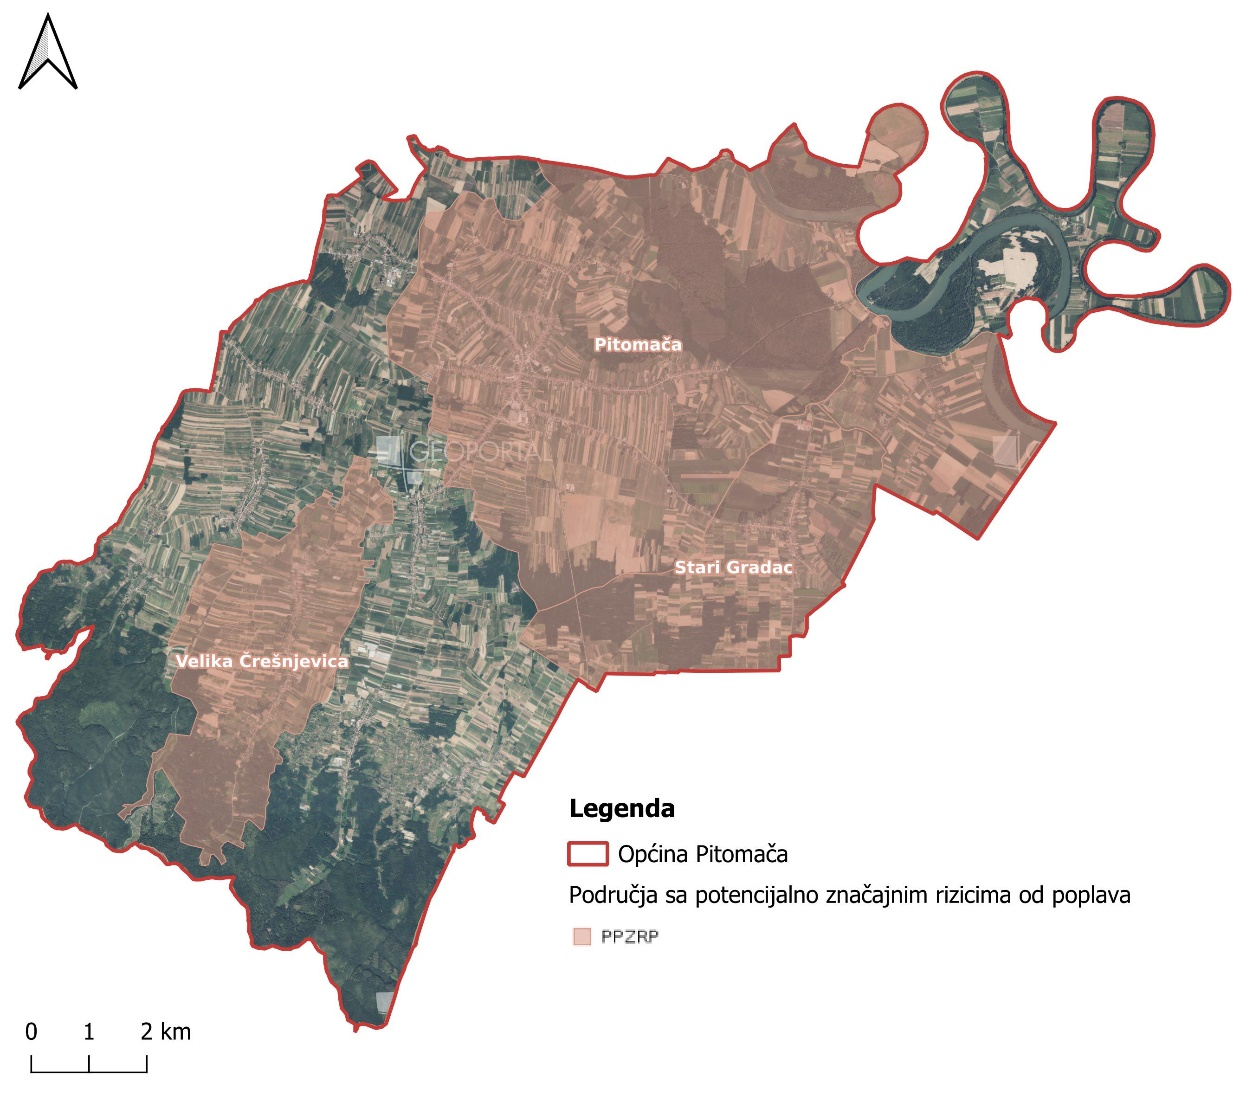 Pitomača
GEOPORTAL
Stari Gradac
Velika Črešnjevica
Legenda
Općina Pitomača
Područja sa potencijalno značajnim rizicima od poplava
PPZRP
0 1 2 km